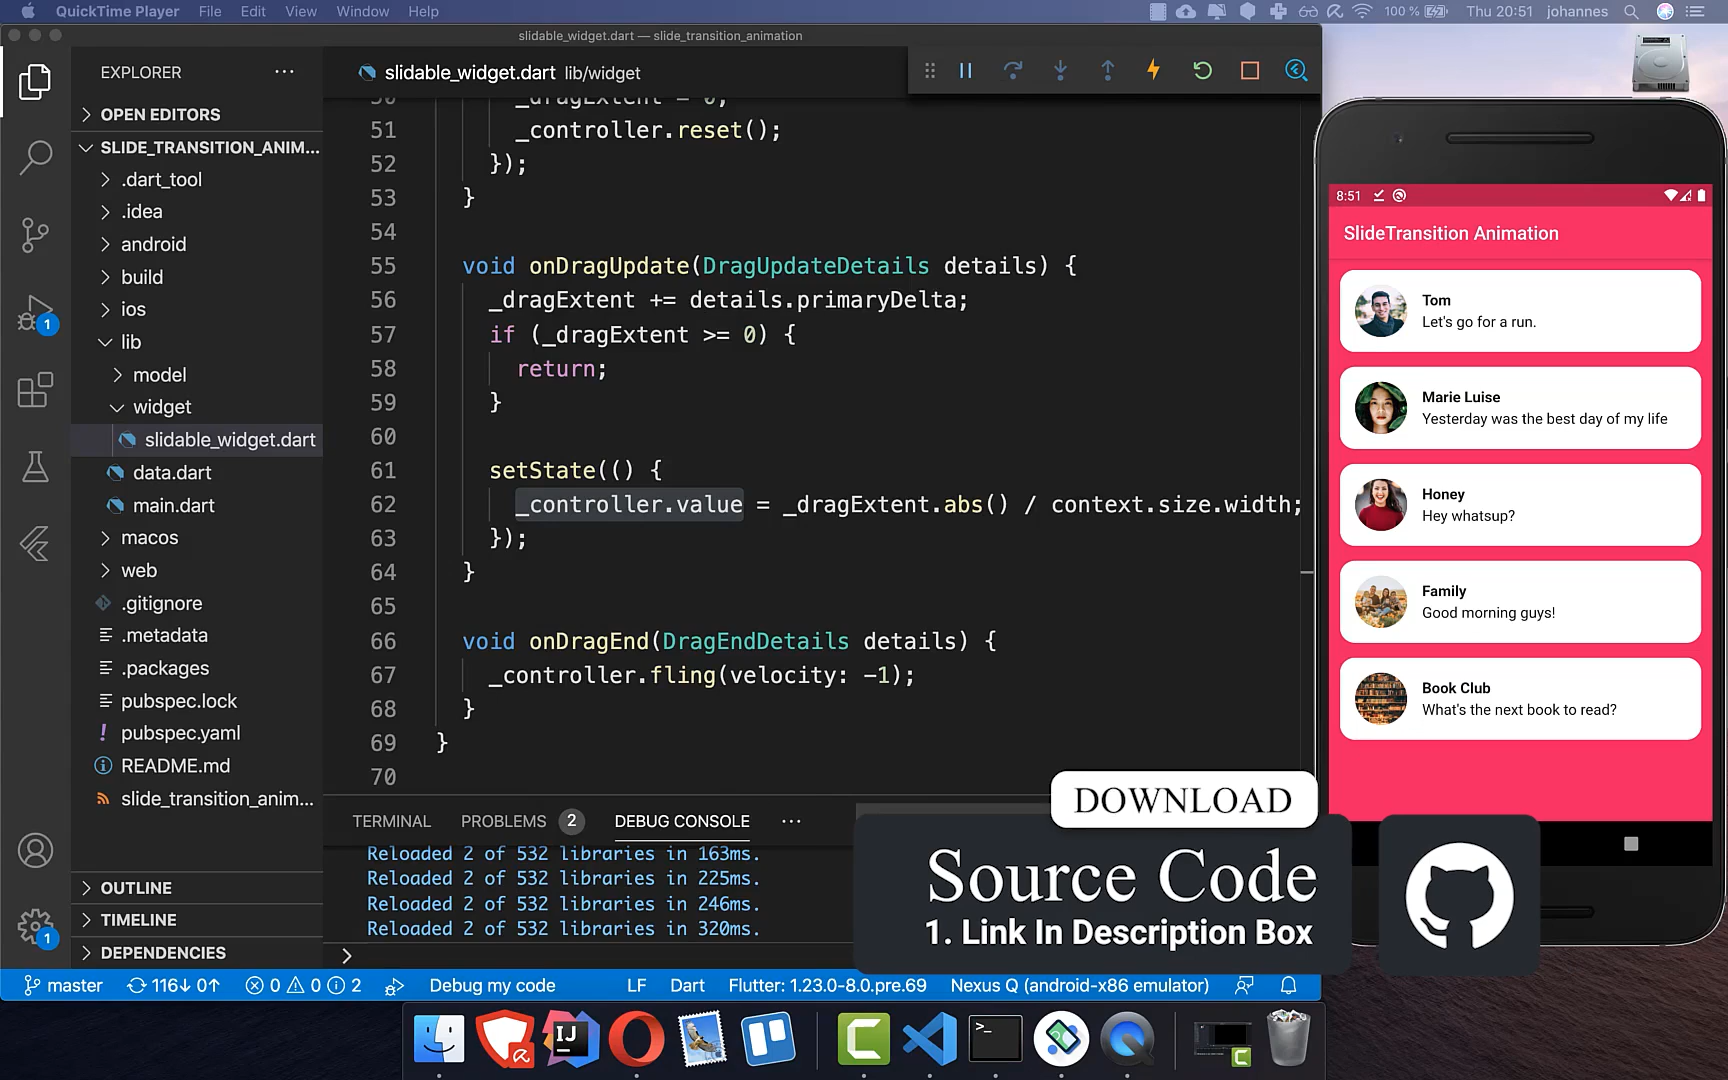 QuickTime Player File Edit View Window Help
100 % Thu 20:51 johannes
slidable_widget.dart — slide_transition_animation
EXPLORER
OPEN EDITORS
SLIDE_TRANSITION_ANIM...
.dart_tool
.idea
android
build
ios
lib
model
widget
slidable_widget.dart
data.dart
main.dart
macos
web
.gitignore
.metadata
.packages
pubspec.lock
pubspec.yaml
README.md
slide_transition_anim...
OUTLINE
TIMELINE
DEPENDENCIES
1
1
slidable_widget.dart lib/widget
50 _dragExtent = 0;
51 _controller.reset();
52 });
53 }
54
55 void onDragUpdate(DragUpdateDetails details) {
56 _dragExtent += details.primaryDelta;
57 if (_dragExtent >= 0) {
58 return;
59 }
60
61 setState(() {
62 _controller.value = _dragExtent.abs() / context.size.width;
63 });
64 }
65
66 void onDragEnd(DragEndDetails details) {
67 _controller.fling(velocity: -1);
68 }
69 }
70
TERMINAL PROBLEMS 2 DEBUG CONSOLE ...
Reloaded 2 of 532 libraries in 163ms.
Reloaded 2 of 532 libraries in 225ms.
Reloaded 2 of 532 libraries in 246ms.
Reloaded 2 of 532 libraries in 320ms.
master 116↓ 0↑ 0 0 2 Debug my code LF Dart Flutter: 1.23.0-8.0.pre.69 Nexus Q (android-x86 emulator)
8:51
SlideTransition Animation
Tom
Let's go for a run.
Marie Luise
Yesterday was the best day of my life
Honey
Hey whatsup?
Family
Good morning guys!
Book Club
What's the next book to read?
DOWNLOAD
Source Code
1. Link In Description Box
IJ